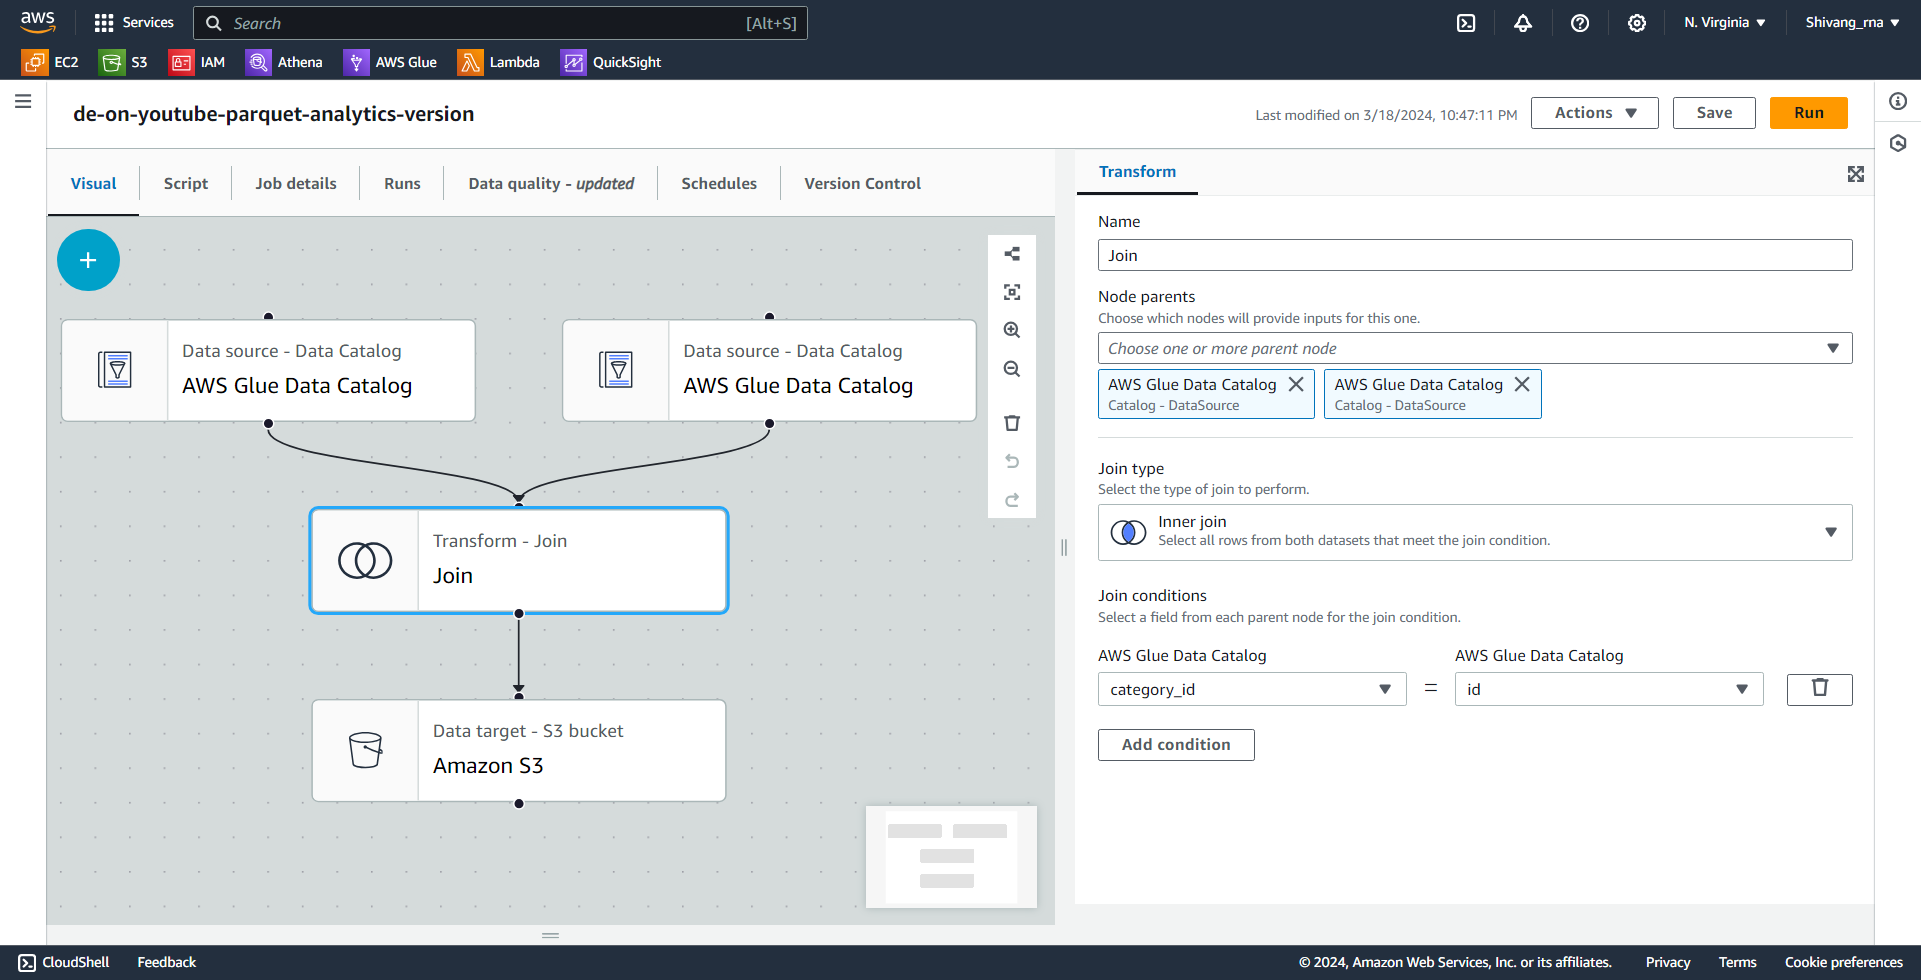 aws Services Search [Alt+S] N. Virginia Shivang_rna
EC2 S3 IAM Athena AWS Glue Lambda QuickSight
de-on-youtube-parquet-analytics-version
Last modified on 3/18/2024, 10:47:11 PM Actions Save Run
Visual Script Job details Runs Data quality - updated Schedules Version Control
+
Data source - Data Catalog
AWS Glue Data Catalog
Data source - Data Catalog
AWS Glue Data Catalog
Transform - Join
Join
Data target - S3 bucket
Amazon S3
Transform
Name
Join
Node parents
Choose which nodes will provide inputs for this one.
Choose one or more parent node
AWS Glue Data Catalog
Catalog - DataSource
AWS Glue Data Catalog
Catalog - DataSource
Join type
Select the type of join to perform.
Inner join
Select all rows from both datasets that meet the join condition.
Join conditions
Select a field from each parent node for the join condition.
AWS Glue Data Catalog AWS Glue Data Catalog
category_id = id
Add condition
CloudShell Feedback © 2024, Amazon Web Services, Inc. or its affiliates. Privacy Terms Cookie preferences